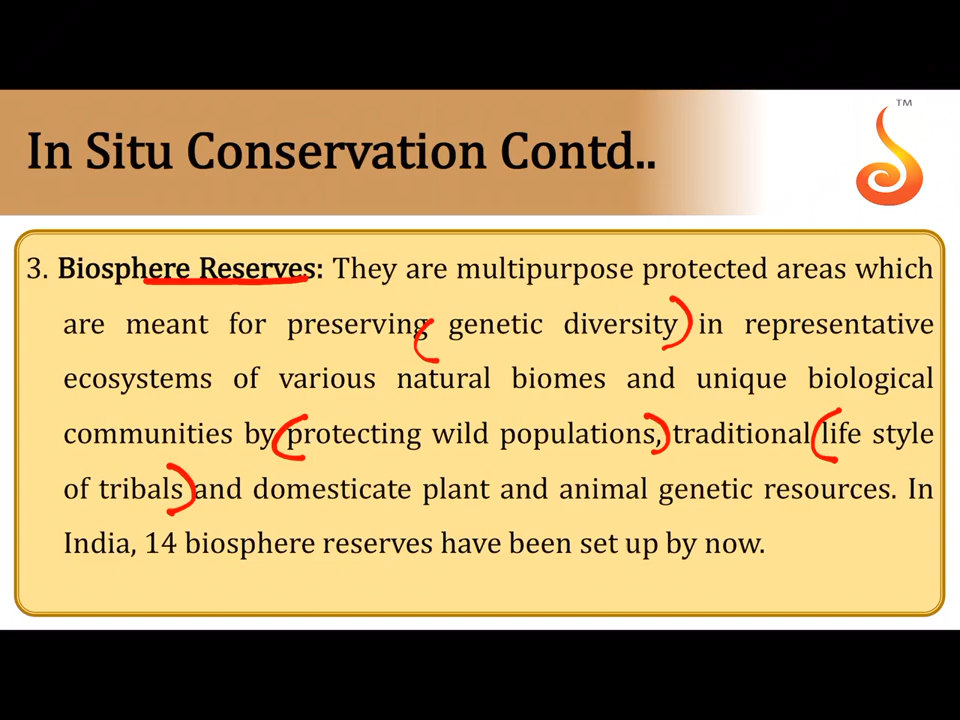 In Situ Conservation Contd..
TM
3. Biosphere Reserves: They are multipurpose protected areas which
are meant for preserving genetic diversity in representative
ecosystems of various natural biomes and unique biological
communities by protecting wild populations, traditional life style
of tribals and domesticate plant and animal genetic resources. In
India, 14 biosphere reserves have been set up by now.